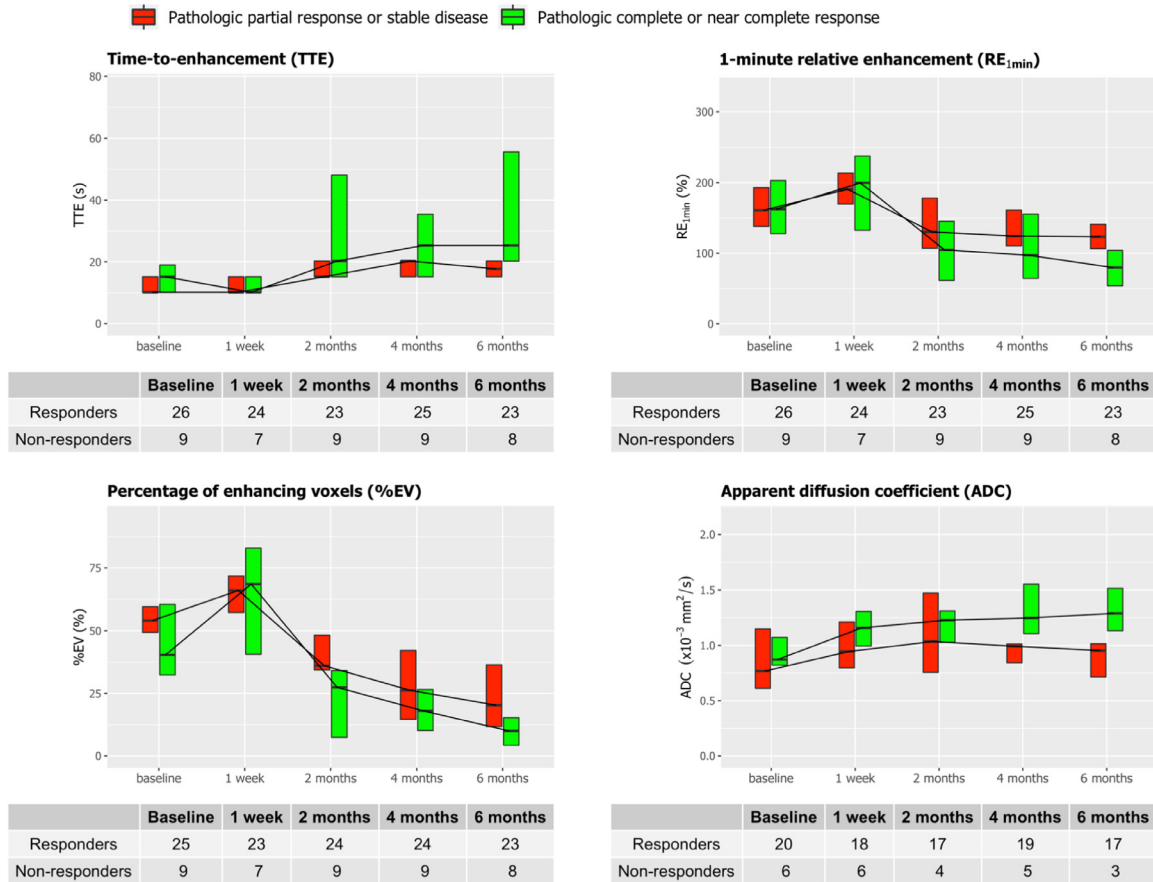 Pathologic partial response or stable disease Pathologic complete or near complete response
Time-to-enhancement (TTE)
TTE (s)
80
60
40
20
0
baseline 1 week 2 months 4 months 6 months
Baseline 1 week 2 months 4 months 6 months
Responders 26 24 23 25 23
Non-responders 9 7 9 9 8
1-minute relative enhancement (RE1min)
RE1min (%)
300
200
100
0
baseline 1 week 2 months 4 months 6 months
Baseline 1 week 2 months 4 months 6 months
Responders 26 24 23 25 23
Non-responders 9 7 9 9 8
Percentage of enhancing voxels (%EV)
%EV (%)
75
50
25
0
baseline 1 week 2 months 4 months 6 months
Baseline 1 week 2 months 4 months 6 months
Responders 25 23 24 24 23
Non-responders 9 7 9 9 8
Apparent diffusion coefficient (ADC)
ADC (x10⁻³ mm²/s)
2.0
1.5
1.0
0.5
0.0
baseline 1 week 2 months 4 months 6 months
Baseline 1 week 2 months 4 months 6 months
Responders 20 18 17 19 17
Non-responders 6 6 4 5 3